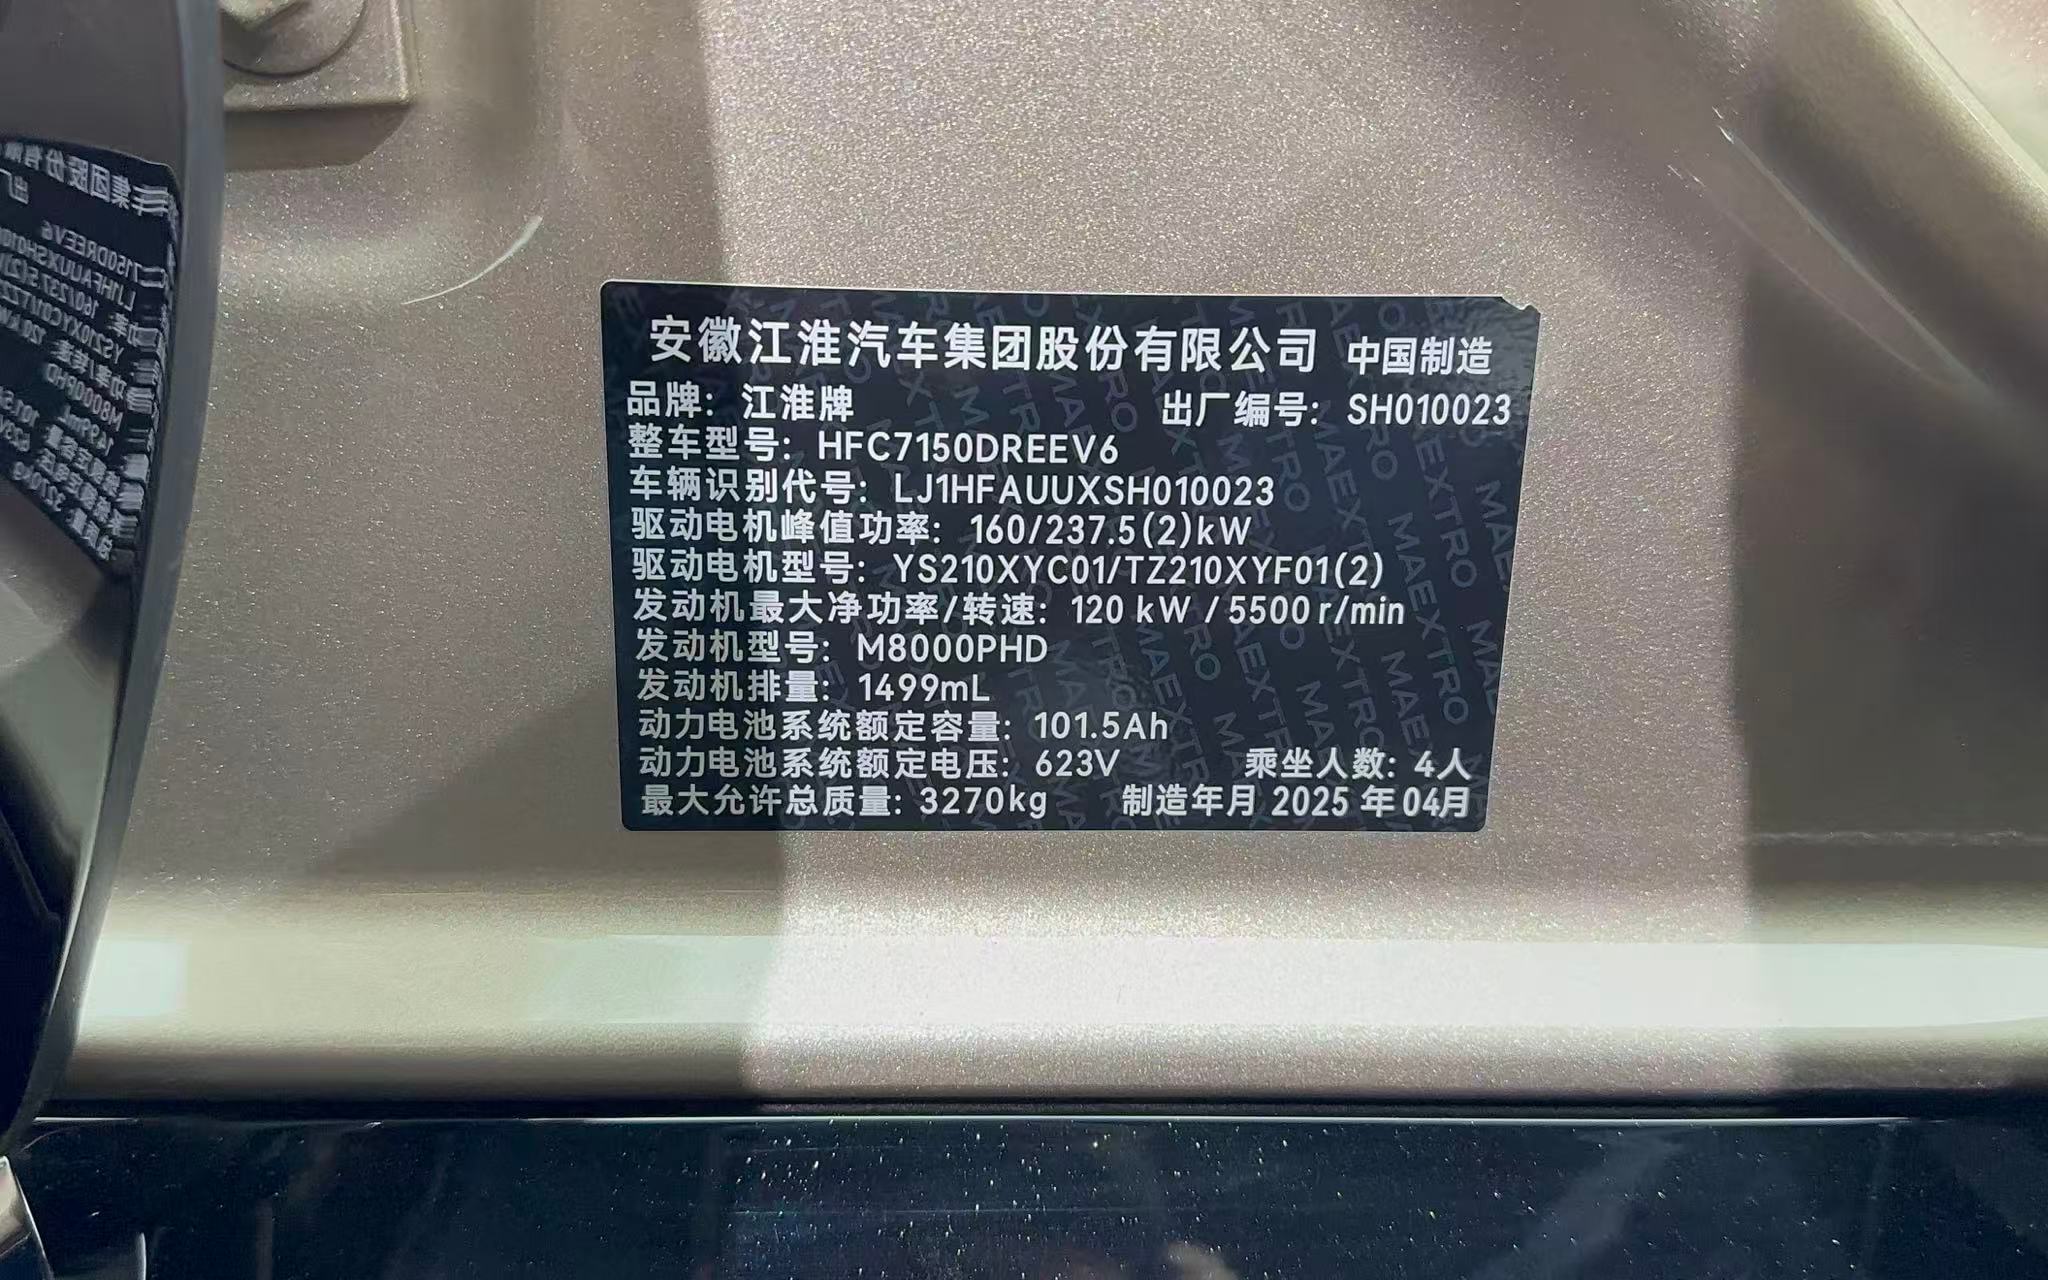 安徽江淮汽车集团股份有限公司 中国制造
品牌: 江淮牌 出厂编号: SH010023
整车型号: HFC7150DREEV6
车辆识别代号: LJ1HFAUUXSH010023
驱动电机峰值功率: 160/237.5(2)kW
驱动电机型号: YS210XYC01/TZ210XYF01(2)
发动机最大净功率/转速: 120 kW / 5500 r/min
发动机型号: M8000PHD
发动机排量: 1499mL
动力电池系统额定容量: 101.5Ah
动力电池系统额定电压: 623V 乘坐人数: 4人
最大允许总质量: 3270kg 制造年月 2025 年 04月